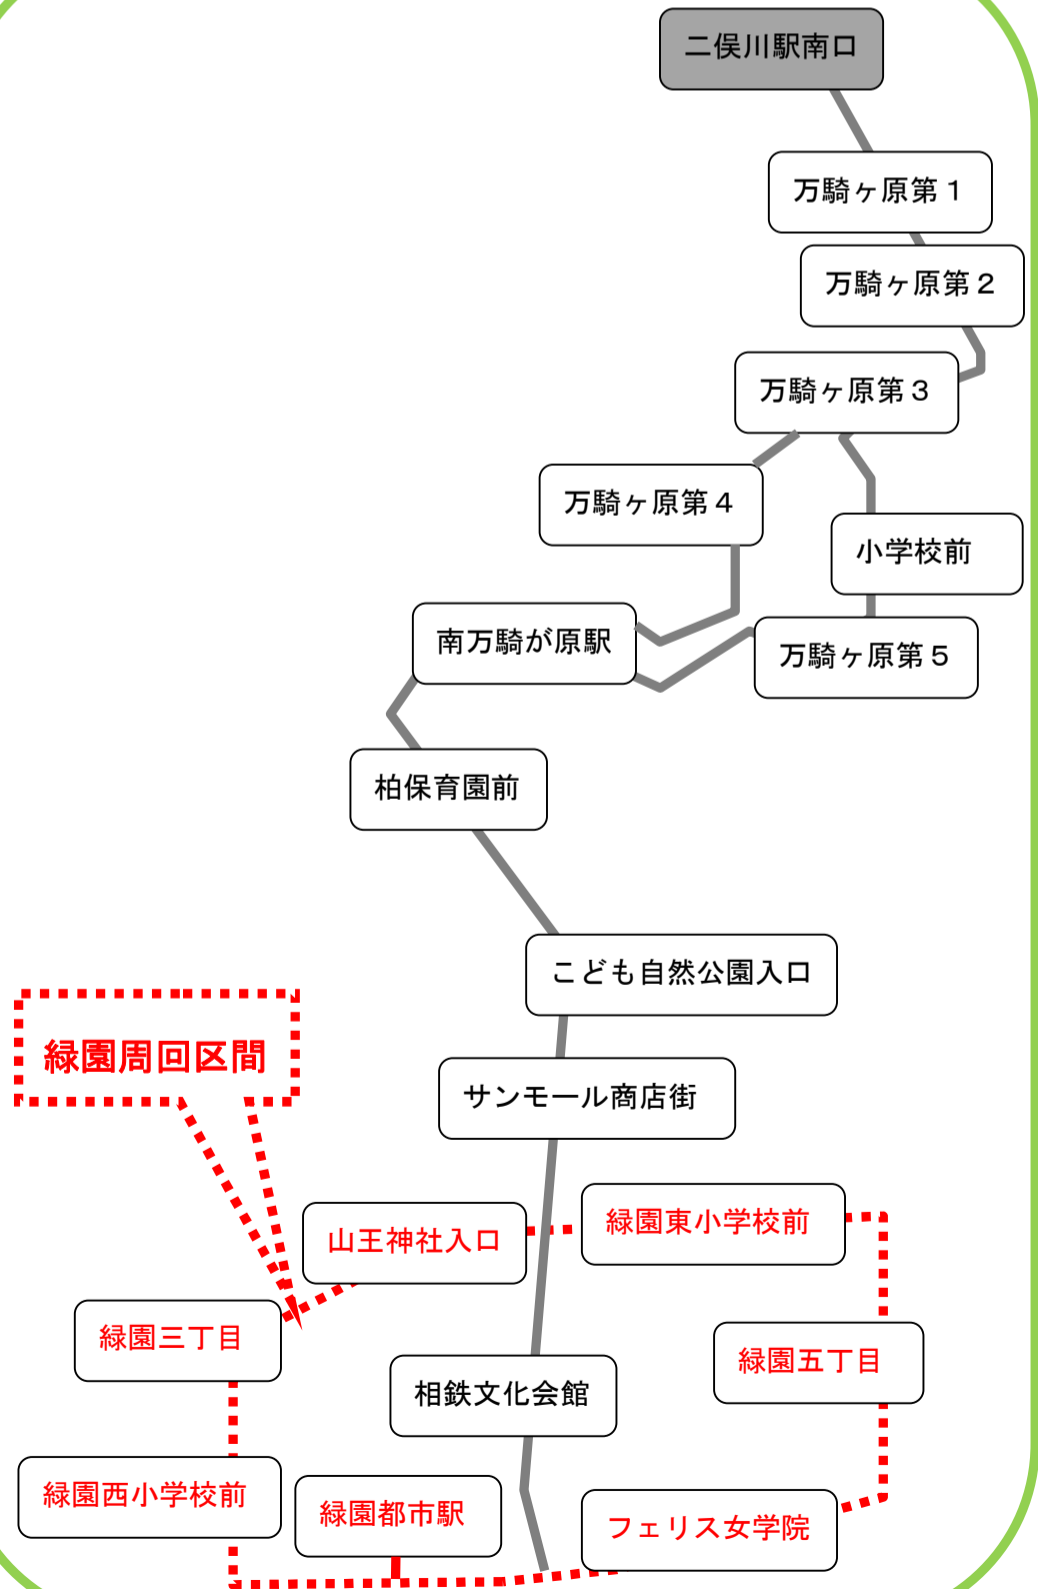 二俣川駅南口
万騎ヶ原第１
万騎ヶ原第２
万騎ヶ原第３
万騎ヶ原第４
小学校前
南万騎が原駅
万騎ヶ原第５
柏保育園前
こども自然公園入口
緑園周回区間
サンモール商店街
山王神社入口
緑園東小学校前
緑園三丁目
緑園五丁目
相鉄文化会館
緑園西小学校前
緑園都市駅
フェリス女学院